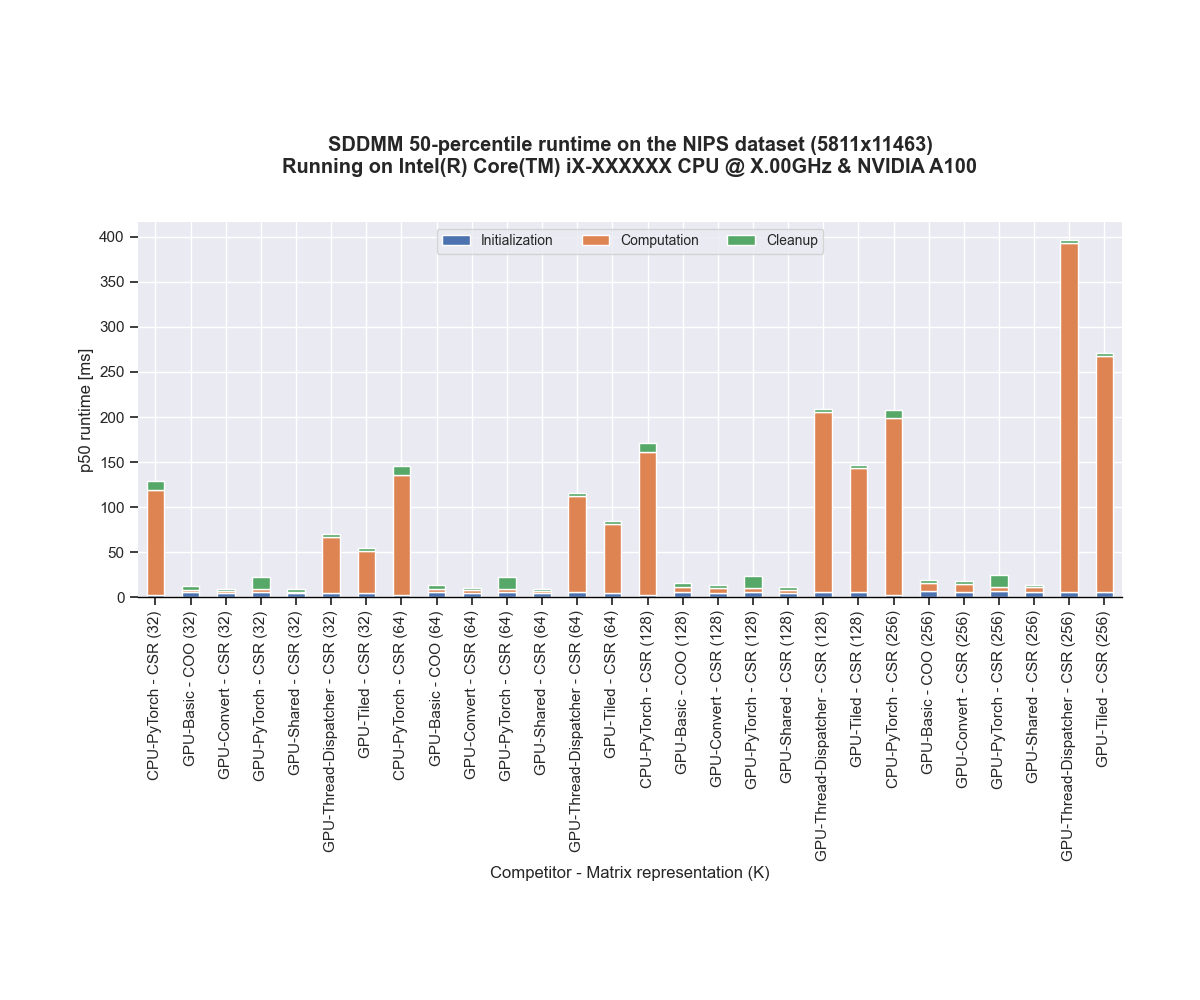 SDDMM 50-percentile runtime on the NIPS dataset (5811x11463)
Running on Intel(R) Core(TM) iX-XXXXXX CPU @ X.00GHz & NVIDIA A100
Initialization
Computation
Cleanup
p50 runtime [ms]
400
350
300
250
200
150
100
50
0
CPU-PyTorch - CSR (32)
GPU-Basic - COO (32)
GPU-Convert - CSR (32)
GPU-PyTorch - CSR (32)
GPU-Shared - CSR (32)
GPU-Thread-Dispatcher - CSR (32)
GPU-Tiled - CSR (32)
CPU-PyTorch - CSR (64)
GPU-Basic - COO (64)
GPU-Convert - CSR (64)
GPU-PyTorch - CSR (64)
GPU-Shared - CSR (64)
GPU-Thread-Dispatcher - CSR (64)
GPU-Tiled - CSR (64)
CPU-PyTorch - CSR (128)
GPU-Basic - COO (128)
GPU-Convert - CSR (128)
GPU-PyTorch - CSR (128)
GPU-Shared - CSR (128)
GPU-Thread-Dispatcher - CSR (128)
GPU-Tiled - CSR (128)
CPU-PyTorch - CSR (256)
GPU-Basic - COO (256)
GPU-Convert - CSR (256)
GPU-PyTorch - CSR (256)
GPU-Shared - CSR (256)
GPU-Thread-Dispatcher - CSR (256)
GPU-Tiled - CSR (256)
Competitor - Matrix representation (K)